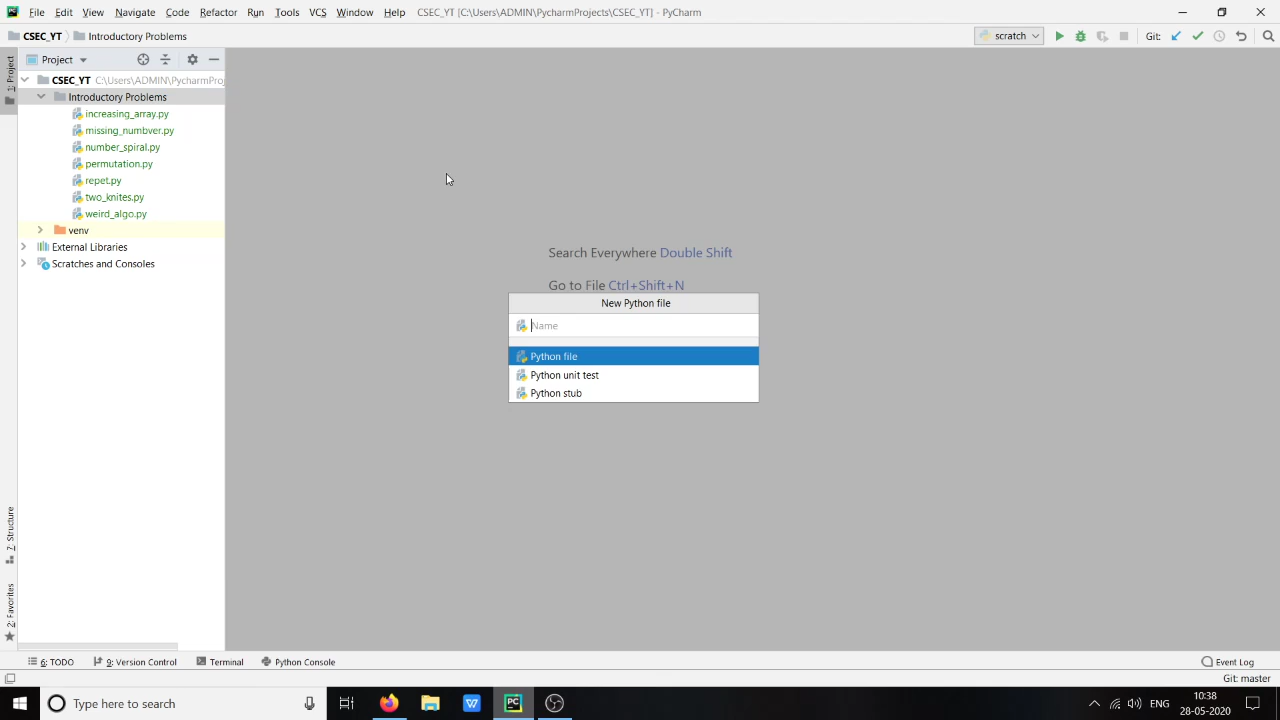 File Edit View Navigate Code Refactor Run Tools VCS Window Help CSEC_YT [C:\Users\ADMIN\PycharmProjects\CSEC_YT] - PyCharm
CSEC_YT Introductory Problems scratch Git:
1: Project
Project
CSEC_YT C:\Users\ADMIN\PycharmProj
Introductory Problems
increasing_array.py
missing_numbver.py
number_spiral.py
permutation.py
repet.py
two_knites.py
weird_algo.py
venv
External Libraries
Scratches and Consoles
Search Everywhere Double Shift
Go to File Ctrl+Shift+N
New Python file
Name
Python file
Python unit test
Python stub
7: Structure
2: Favorites
6: TODO 9: Version Control Terminal Python Console Event Log
Git: master
Type here to search
W
PC
ENG
10:38
28-05-2020